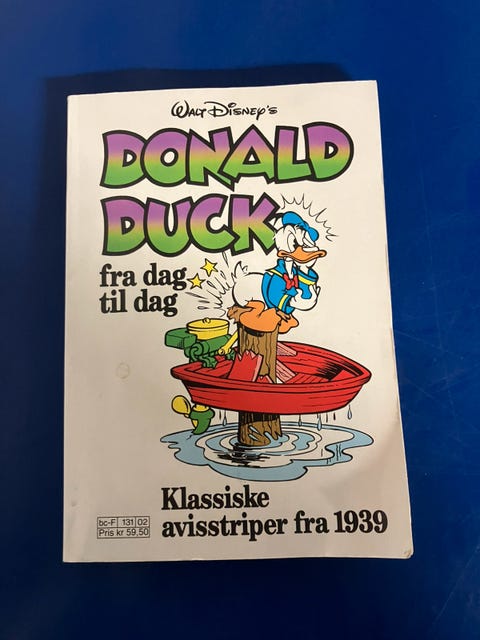 Walt Disney's
DONALD
DUCK
fra dag
til dag
Klassiske
avisstriper fra 1939
bc-F 131 02
Pris kr 59,50